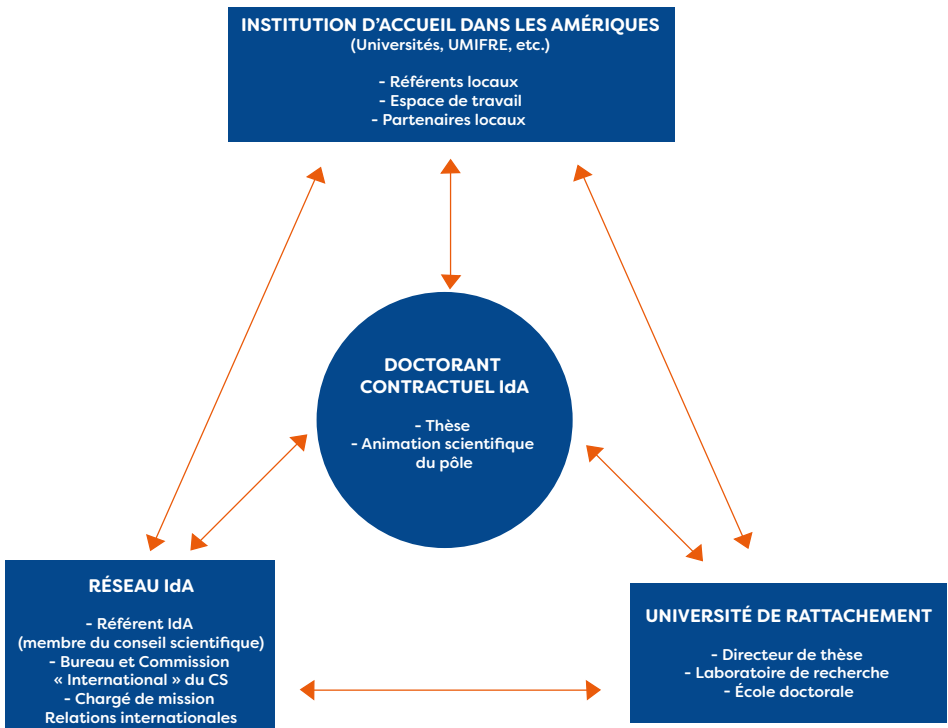 INSTITUTION D’ACCUEIL DANS LES AMÉRIQUES
(Universités, UMIFRE, etc.)
- Référents locaux
- Espace de travail
- Partenaires locaux
DOCTORANT
CONTRACTUEL IdA
- Thèse
- Animation scientifique
du pôle
RÉSEAU IdA
- Référent IdA
(membre du conseil scientifique)
- Bureau et Commission
« International » du CS
- Chargé de mission
Relations internationales
UNIVERSITÉ DE RATTACHEMENT
- Directeur de thèse
- Laboratoire de recherche
- École doctorale